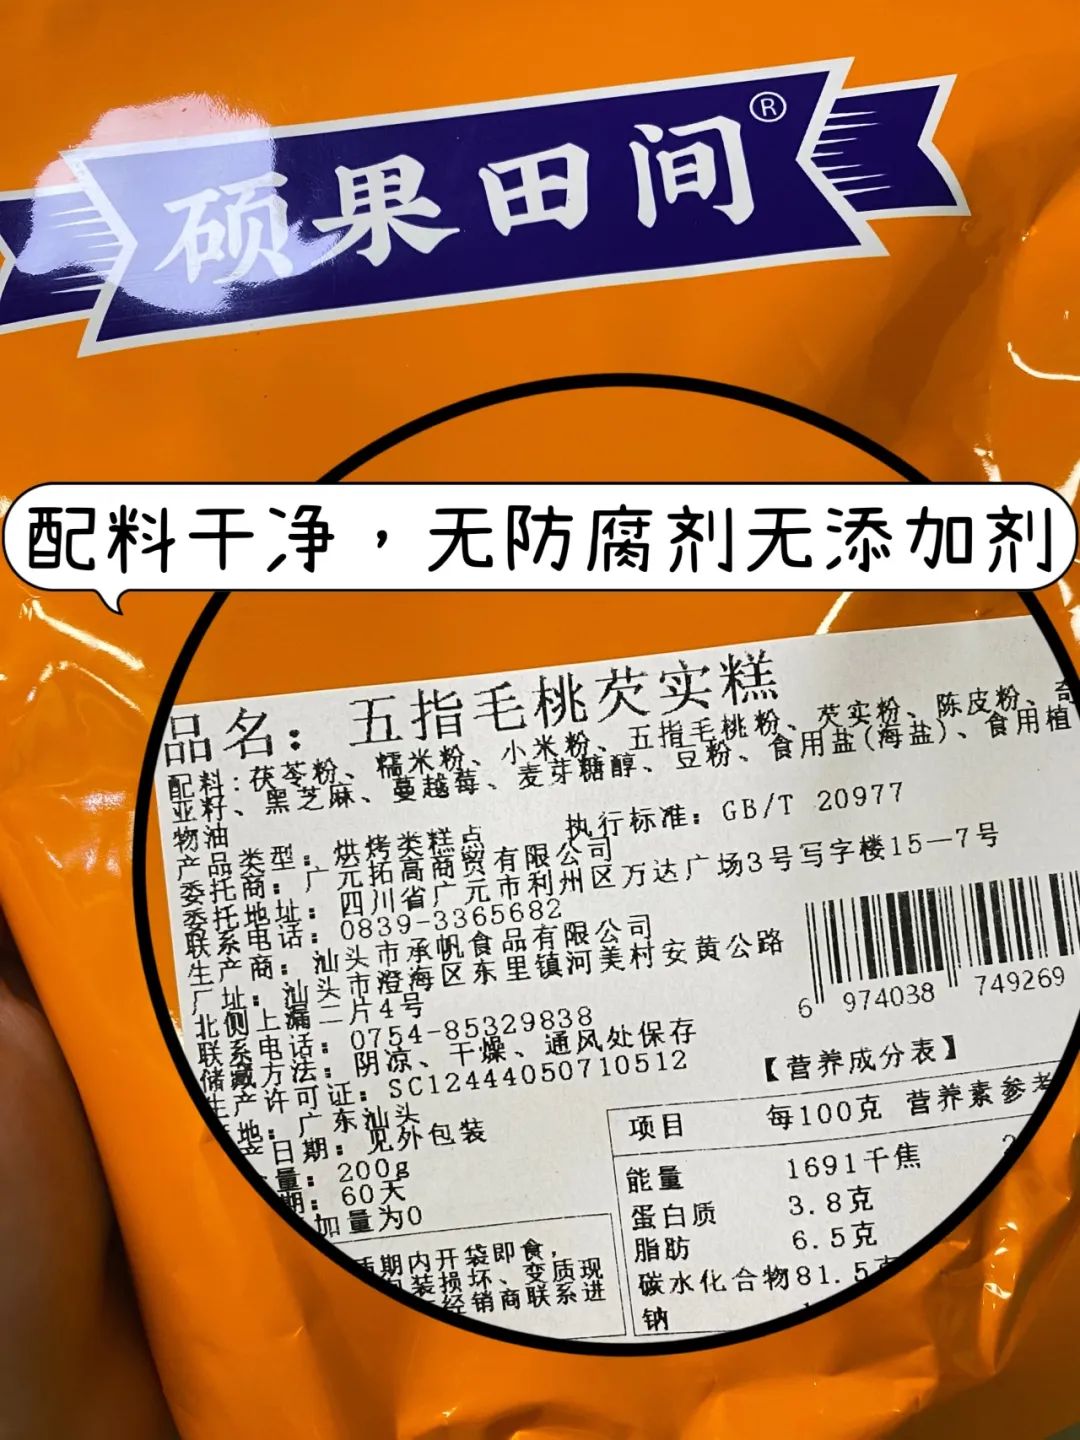 硕果田间®
配料干净，无防腐剂无添加剂
品名：五指毛桃芡实糕
配料：茯苓粉、糯米粉、小米粉、五指毛桃粉、芡实粉、陈皮粉、奇
亚籽、黑芝麻、蔓越莓、麦芽糖醇、豆粉、食用盐(海盐)、食用植
物油
产品类型：烘烤类糕点 执行标准：GB/T 20977
委托商：广元拓高商贸有限公司
委托地址：四川省广元市利州区万达广场3号写字楼15—7号
联系电话：0839-3365682
生产商：汕头市承帆食品有限公司
厂址：汕头市澄海区东里镇河美村安黄公路
北侧上漏二片4号
联系电话：0754-85329838
储藏方法：阴凉、干燥、通风处保存
生产许可证：SC12444050710512
地：广东汕头
日期：见外包装
量：200g
期：60天
加量为0
期内开袋即食，
装损坏、变质现
经销商联系进
6 974038 749269
【营养成分表】
项目 每100克 营养素参考
能量 1691千焦 2
蛋白质 3.8克
脂肪 6.5克
碳水化合物 81.5克
钠